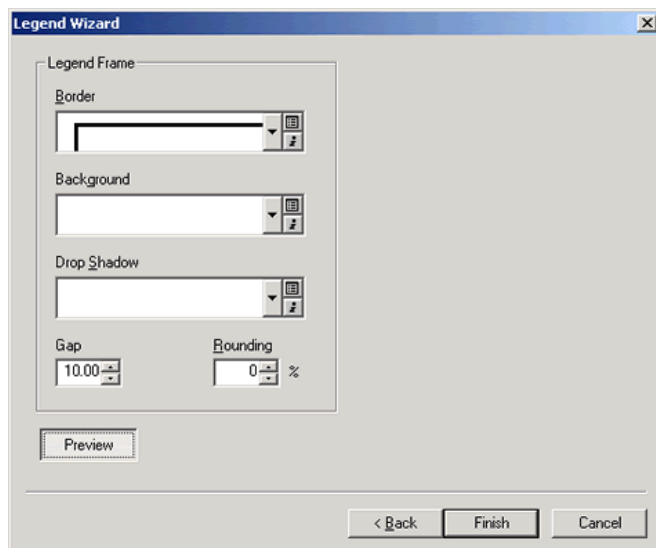 Legend Wizard
Legend Frame
Border
Background
Drop Shadow
Gap Rounding
10.00 0 %
Preview
< Back Finish Cancel